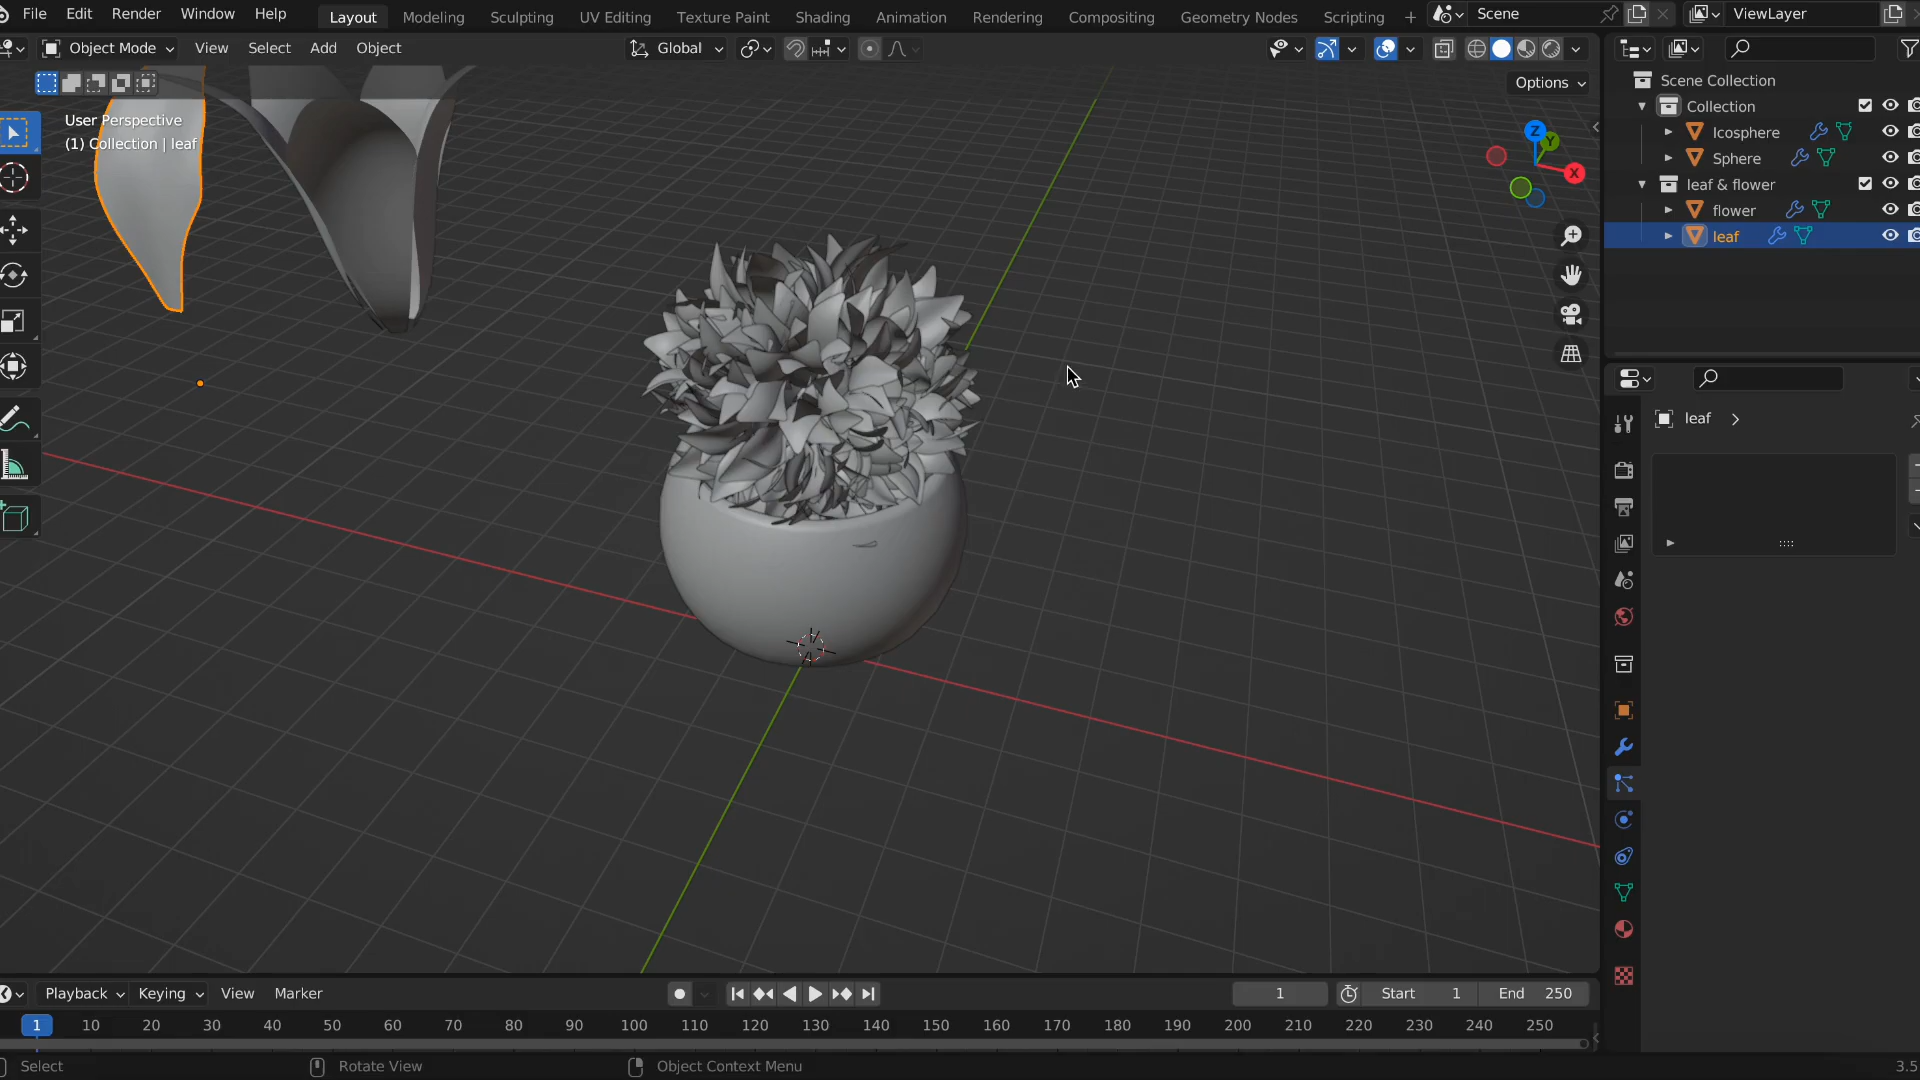 File Edit Render Window Help Layout Modeling Sculpting UV Editing Texture Paint Shading Animation Rendering Compositing Geometry Nodes Scripting + Scene ViewLayer
Object Mode View Select Add Object Global
Options
User Perspective
(1) Collection | leaf
Z
Y
X
Scene Collection
Collection
Icosphere
Sphere
leaf & flower
flower
leaf
leaf
Playback Keying View Marker 1 Start 1 End 250
1 10 20 30 40 50 60 70 80 90 100 110 120 130 140 150 160 170 180 190 200 210 220 230 240 250
Select Rotate View Object Context Menu 3.5